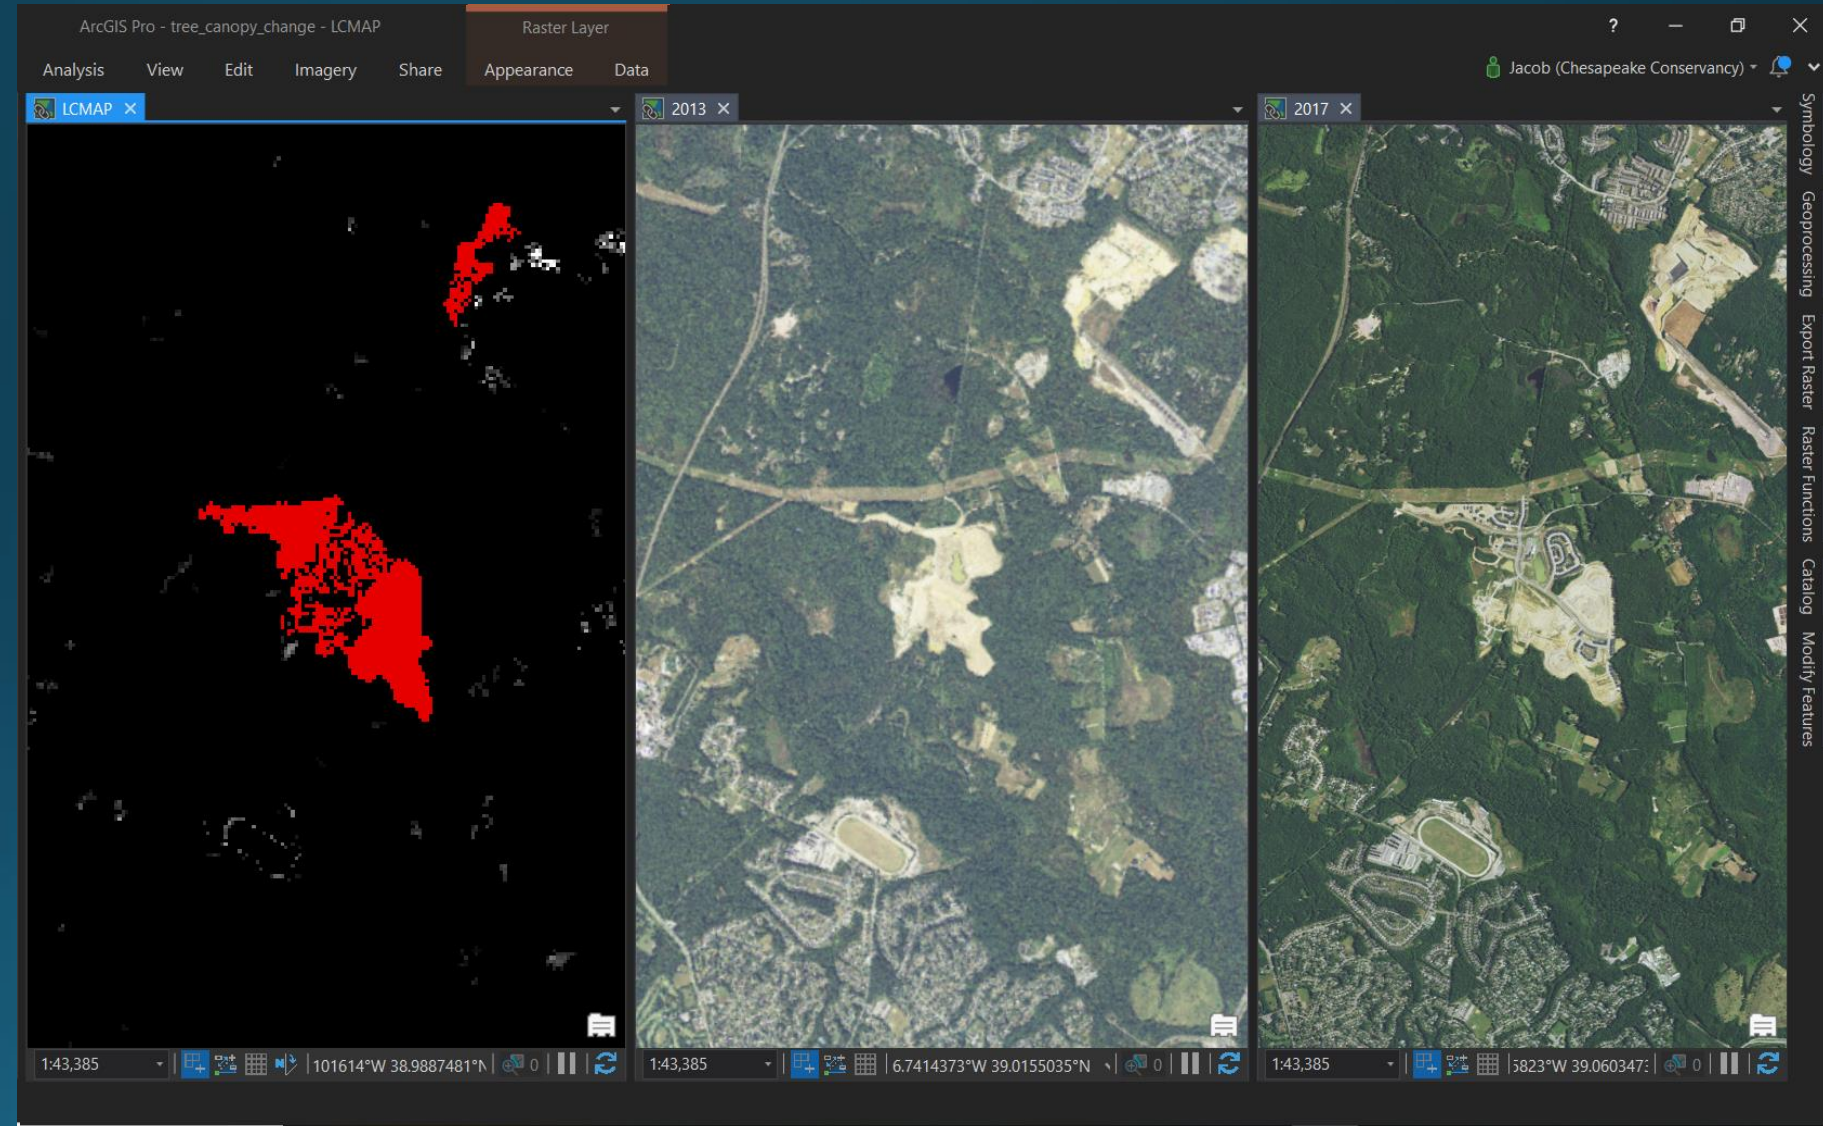 ArcGIS Pro - tree_canopy_change - LCMAP
Raster Layer
?
Analysis View Edit Imagery Share Appearance Data
Jacob (Chesapeake Conservancy)
LCMAP
2013
2017
Symbology
Geoprocessing
Export Raster
Raster Functions
Catalog
Modify Features
1:43,385
101614°W 38.9887481°N
0
1:43,385
6.7414373°W 39.0155035°N
0
1:43,385
5823°W 39.0603473
0